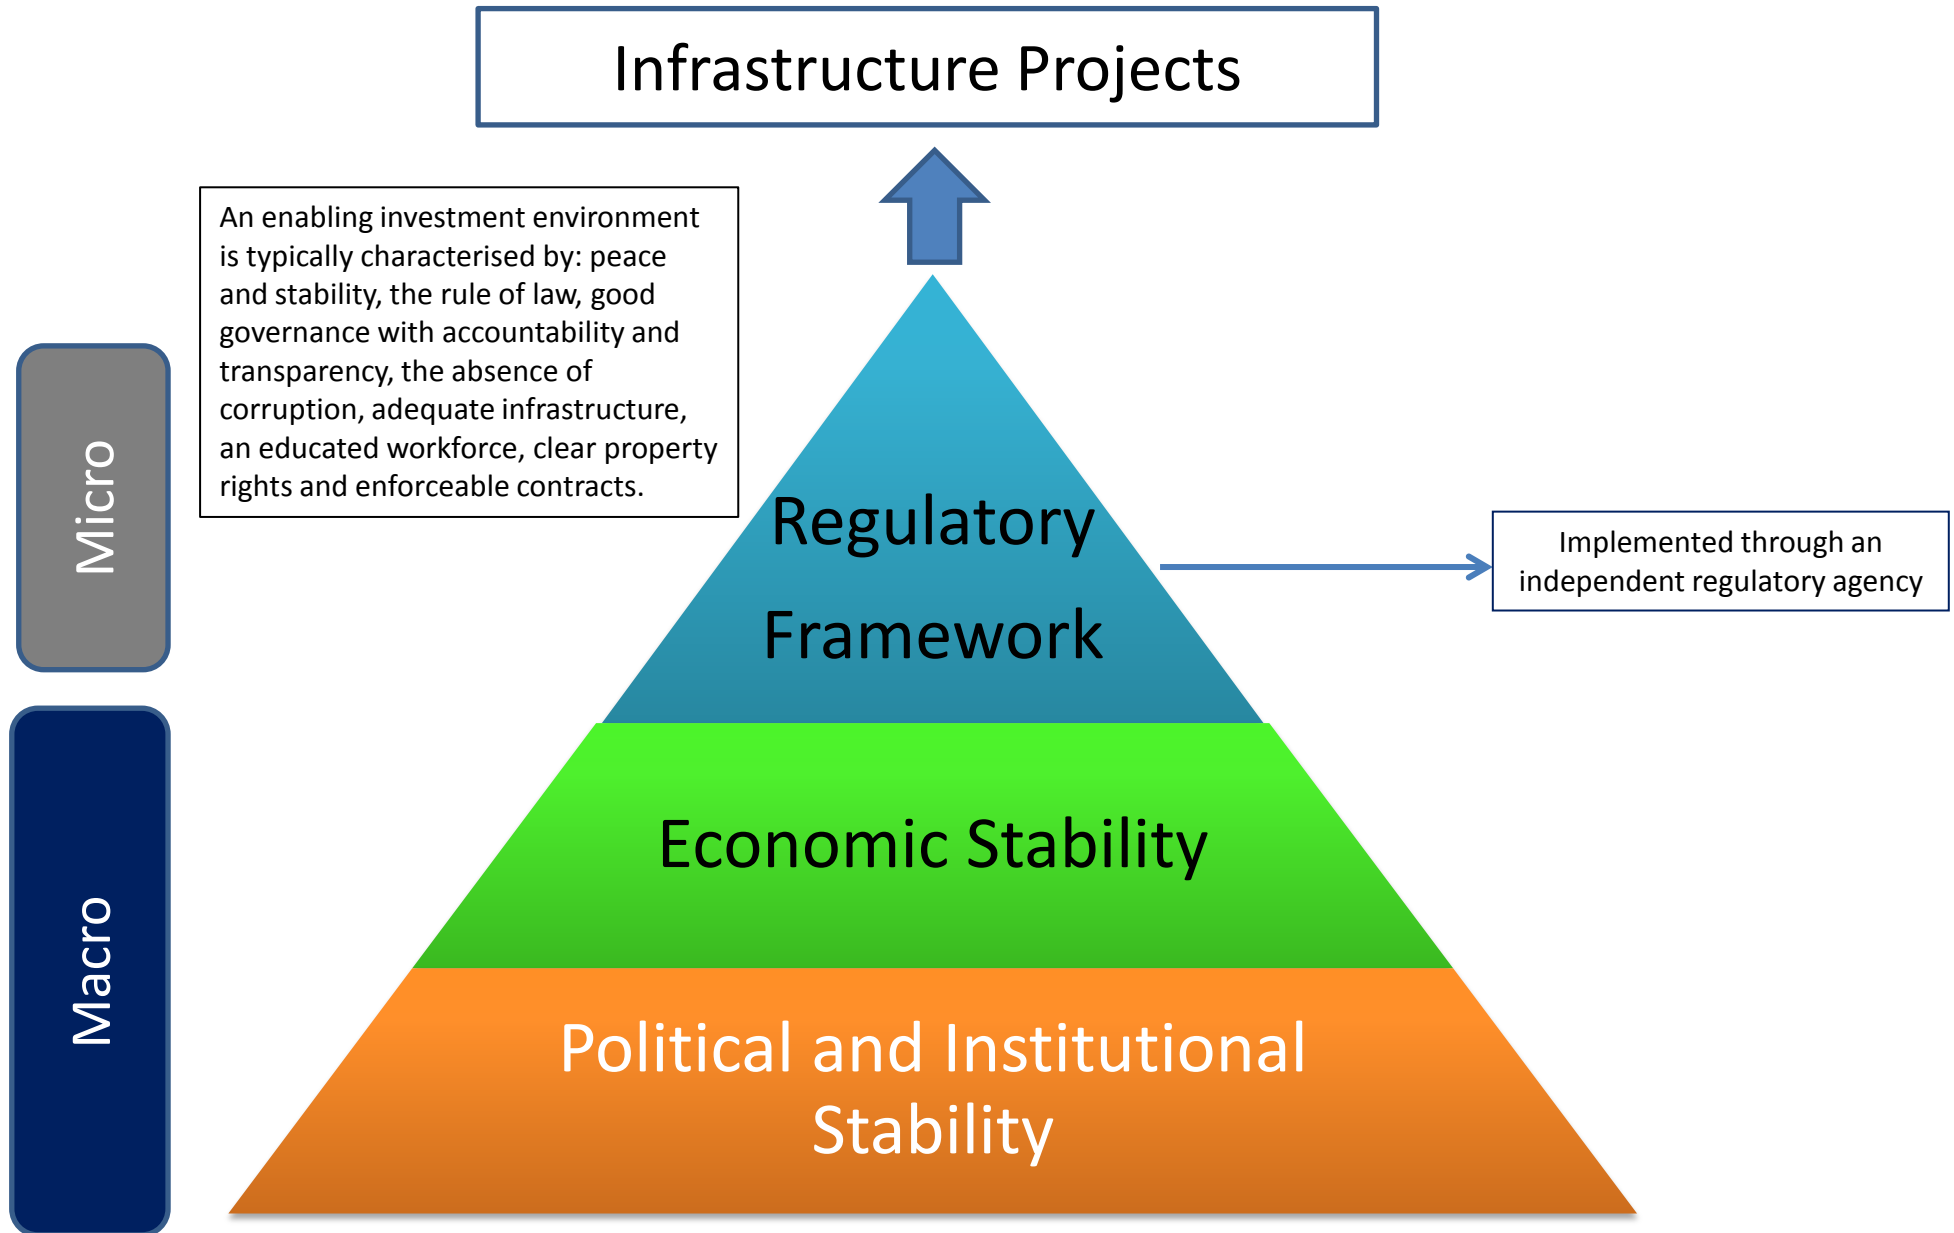 Infrastructure Projects
An enabling investment environment
is typically characterised by: peace
and stability, the rule of law, good
governance with accountability and
transparency, the absence of
corruption, adequate infrastructure,
an educated workforce, clear property
rights and enforceable contracts.
Micro
Regulatory
Framework
Implemented through an
independent regulatory agency
Macro
Economic Stability
Political and Institutional
Stability